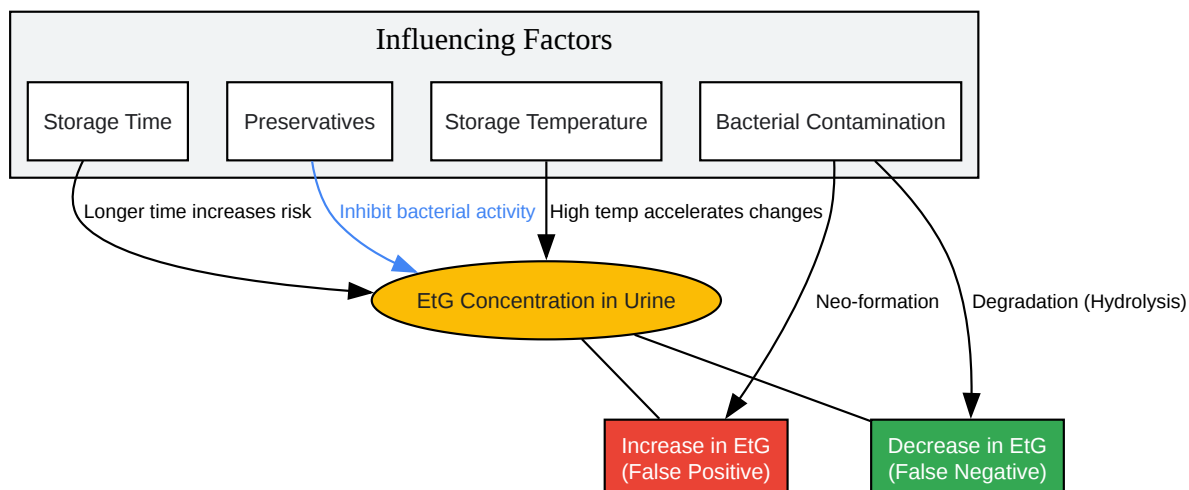 Influencing Factors
Storage Time
Preservatives
Storage Temperature
Bacterial Contamination
Longer time increases risk
Inhibit bacterial activity
High temp accelerates changes
EtG Concentration in Urine
Neo-formation
Degradation (Hydrolysis)
Increase in EtG
(False Positive)
Decrease in EtG
(False Negative)